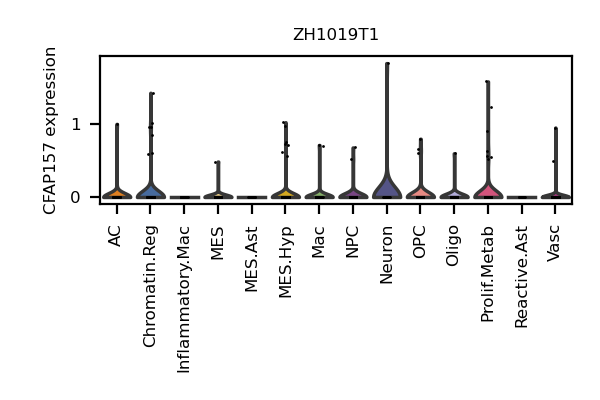 ZH1019T1
CFAP157 expression
1
0
AC
Chromatin.Reg
Inflammatory.Mac
MES
MES.Ast
MES.Hyp
Mac
NPC
Neuron
OPC
Oligo
Prolif.Metab
Reactive.Ast
Vasc